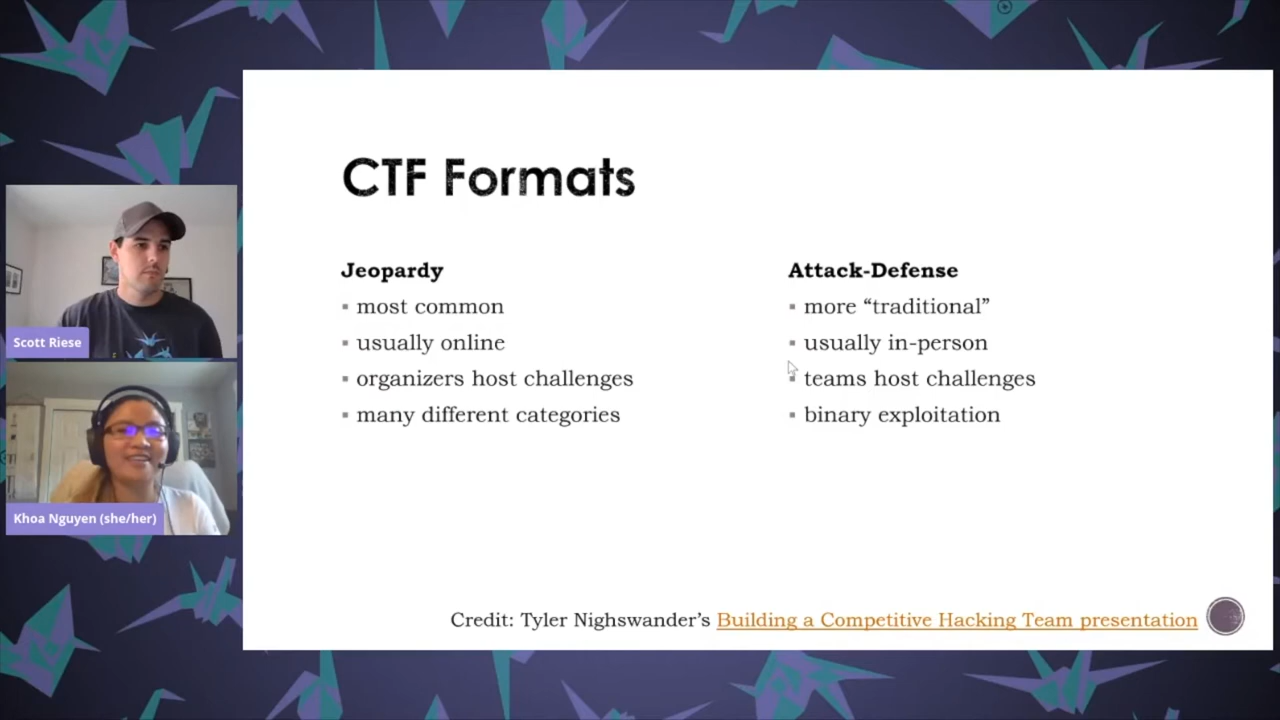 CTF Formats
Jeopardy
▪ most common
▪ usually online
▪ organizers host challenges
▪ many different categories
Attack-Defense
▪ more “traditional”
▪ usually in-person
▪ teams host challenges
▪ binary exploitation
Credit: Tyler Nighswander’s Building a Competitive Hacking Team presentation
Scott Riese
Khoa Nguyen (she/her)